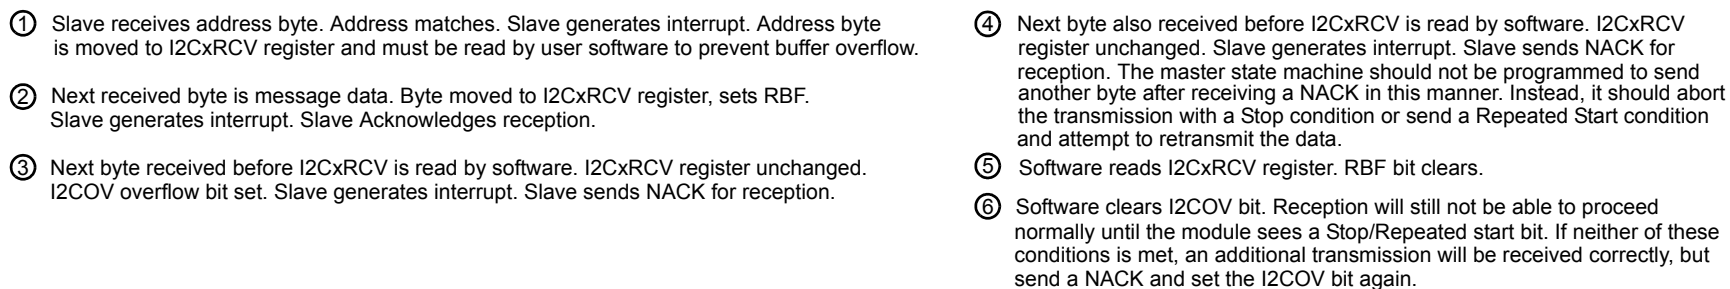 ① Slave receives address byte. Address matches. Slave generates interrupt. Address byte
is moved to I2CxRCV register and must be read by user software to prevent buffer overflow.
② Next received byte is message data. Byte moved to I2CxRCV register, sets RBF.
Slave generates interrupt. Slave Acknowledges reception.
③ Next byte received before I2CxRCV is read by software. I2CxRCV register unchanged.
I2COV overflow bit set. Slave generates interrupt. Slave sends NACK for reception.
④ Next byte also received before I2CxRCV is read by software. I2CxRCV
register unchanged. Slave generates interrupt. Slave sends NACK for
reception. The master state machine should not be programmed to send
another byte after receiving a NACK in this manner. Instead, it should abort
the transmission with a Stop condition or send a Repeated Start condition
and attempt to retransmit the data.
⑤ Software reads I2CxRCV register. RBF bit clears.
⑥ Software clears I2COV bit. Reception will still not be able to proceed
normally until the module sees a Stop/Repeated start bit. If neither of these
conditions is met, an additional transmission will be received correctly, but
send a NACK and set the I2COV bit again.